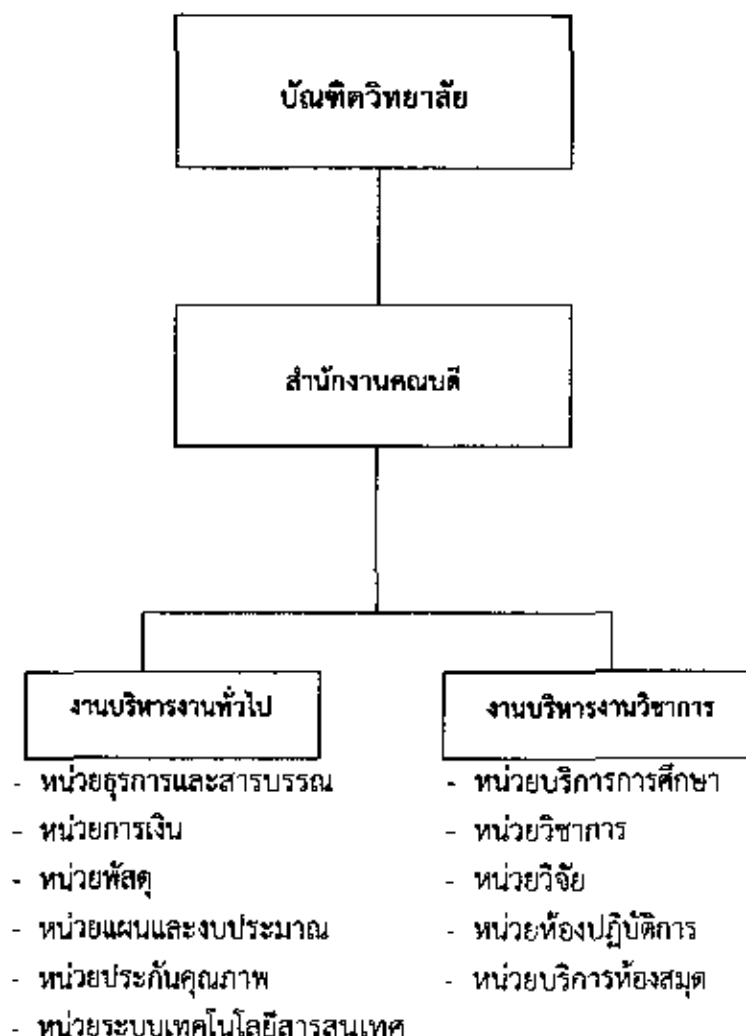 บัณฑิตวิทยาลัย
สำนักงานคณบดี
งานบริหารงานทั่วไป
- หน่วยธุรการและสารบรรณ
- หน่วยการเงิน
- หน่วยพัสดุ
- หน่วยแผนและงบประมาณ
- หน่วยประกันคุณภาพ
- หน่วยระบบเทคโนโลยีสารสนเทศ
งานบริหารงานวิชาการ
- หน่วยบริการการศึกษา
- หน่วยวิชาการ
- หน่วยวิจัย
- หน่วยห้องปฏิบัติการ
- หน่วยบริการห้องสมุด